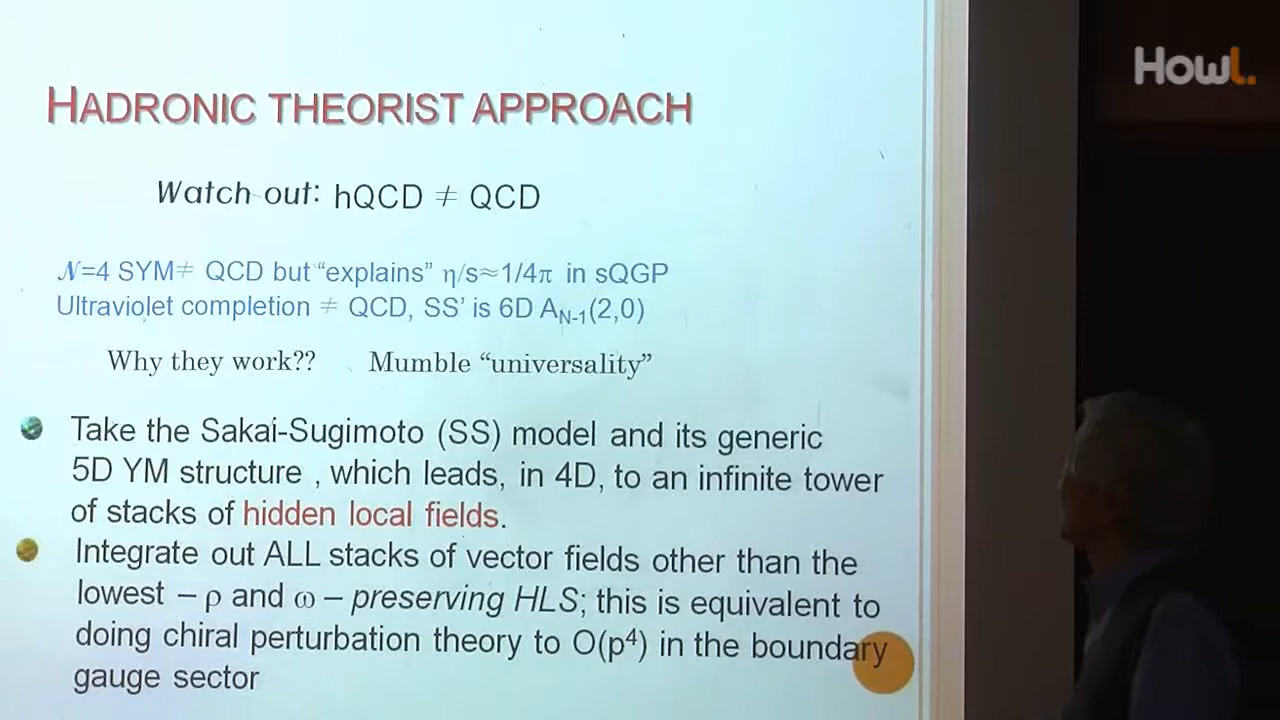 Howl.
HADRONIC THEORIST APPROACH
Watch out: hQCD ≠ QCD
𝒩=4 SYM≠ QCD but “explains” η/s≈1/4π in sQGP
Ultraviolet completion ≠ QCD, SS’ is 6D A_{N-1}(2,0)
Why they work?? Mumble “universality”
Take the Sakai-Sugimoto (SS) model and its generic
5D YM structure , which leads, in 4D, to an infinite tower
of stacks of hidden local fields.
Integrate out ALL stacks of vector fields other than the
lowest – ρ and ω – preserving HLS; this is equivalent to
doing chiral perturbation theory to O(p⁴) in the boundary
gauge sector